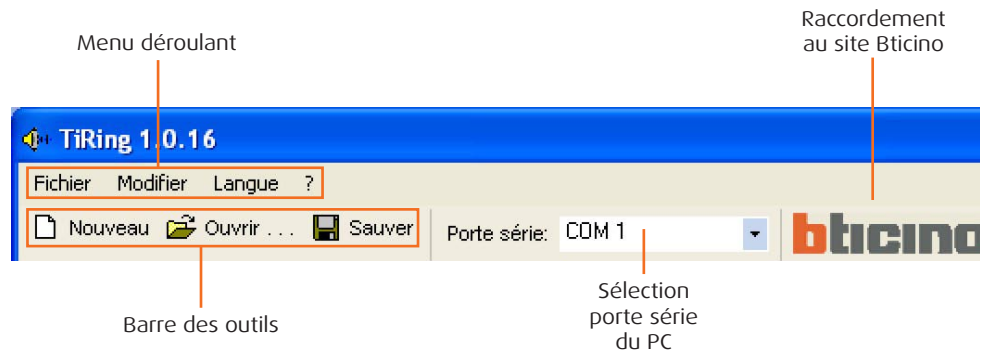 Raccordement
au site Bticino
Menu déroulant
TiRing 1.0.16
Fichier Modifier Langue ?
Nouveau Ouvrir . . . Sauver Porte série: COM 1 bticino
Sélection
porte série
du PC
Barre des outils